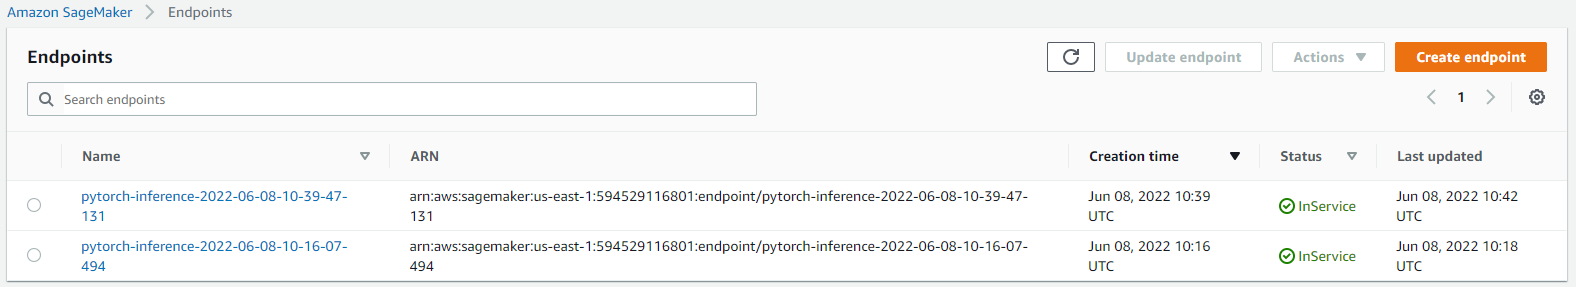 Amazon SageMaker > Endpoints
Endpoints
Update endpoint
Actions
Create endpoint
Search endpoints
1
Name ARN Creation time Status Last updated
pytorch-inference-2022-06-08-10-39-47- arn:aws:sagemaker:us-east-1:594529116801:endpoint/pytorch-inference-2022-06-08-10-39-47- Jun 08, 2022 10:39 InService Jun 08, 2022 10:42
131 131 UTC UTC
pytorch-inference-2022-06-08-10-16-07- arn:aws:sagemaker:us-east-1:594529116801:endpoint/pytorch-inference-2022-06-08-10-16-07- Jun 08, 2022 10:16 InService Jun 08, 2022 10:18
494 494 UTC UTC